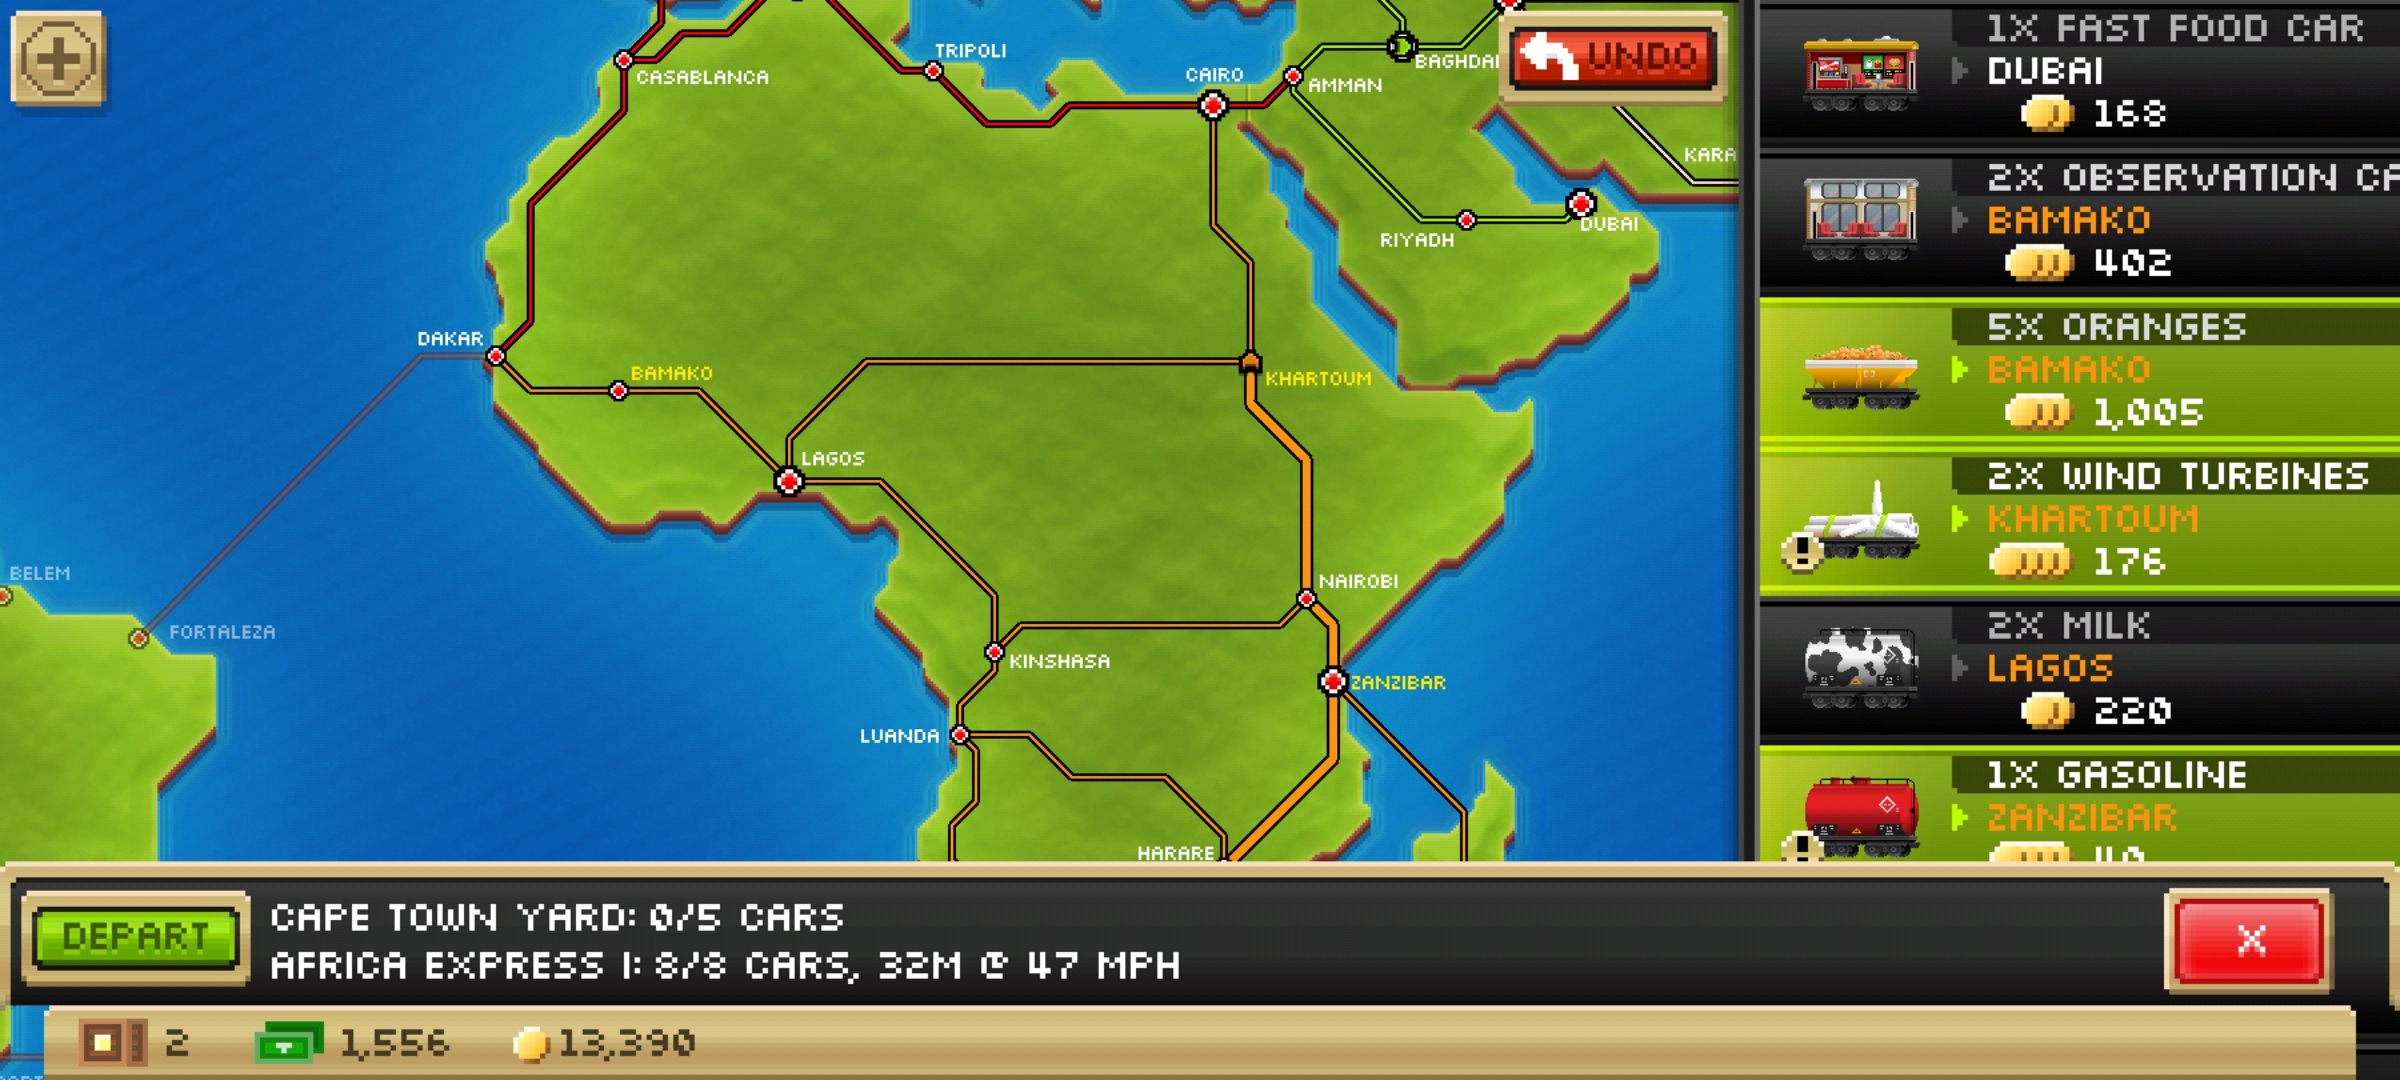 TRIPOLI
CASABLANCA
CAIRO
AMMAN
BAGHDA
UNDO
KARA
RIYADH
DUBAI
DAKAR
BAMAKO
KHARTOUM
LAGOS
BELEM
NAIROBI
FORTALEZA
KINSHASA
ZANZIBAR
LUANDA
HARARE
1X FAST FOOD CAR
DUBAI
168
2X OBSERVATION CA
BAMAKO
402
5X ORANGES
BAMAKO
1,005
2X WIND TURBINES
KHARTOUM
176
2X MILK
LAGOS
220
1X GASOLINE
ZANZIBAR
40
DEPART
CAPE TOWN YARD: 0/5 CARS
AFRICA EXPRESS I: 8/8 CARS, 32M @ 47 MPH
X
2
1,556
13,390